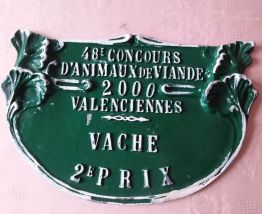 48E CONCOURS
D'ANIMAUX DE VIANDE
2000
VALENCIENNES
VACHE
2E PRIX